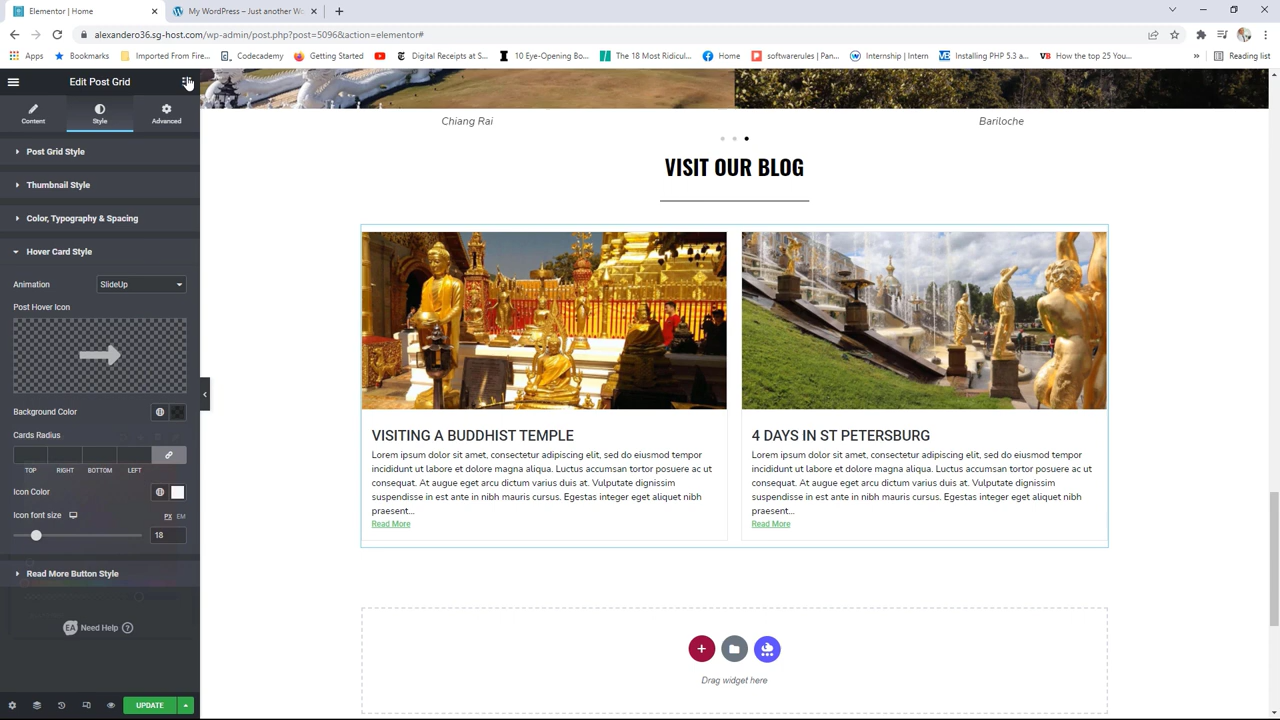 Elementor | Home
My WordPress – Just another Wo
alexandero36.sg-host.com/wp-admin/post.php?post=5096&action=elementor#
Apps
Bookmarks
Imported From Fire...
Codecademy
Getting Started
Digital Receipts at S...
10 Eye-Opening Bo...
The 18 Most Ridicul...
Home
softwarerules | Pan...
Internship | Intern
Installing PHP 5.3 a...
How the top 25 You...
»
Reading list
Edit Post Grid
Content
Style
Advanced
Post Grid Style
Thumbnail Style
Color, Typography & Spacing
Hover Card Style
Animation
SlideUp
Post Hover Icon
Background Color
Cards Radius
TOP RIGHT BOTTOM LEFT
Icon Color
Icon font size
PX EM
18
Read More Button Style
EA Need Help ?
UPDATE
Chiang Rai
Bariloche
VISIT OUR BLOG
VISITING A BUDDHIST TEMPLE
Lorem ipsum dolor sit amet, consectetur adipiscing elit, sed do eiusmod tempor
incididunt ut labore et dolore magna aliqua. Luctus accumsan tortor posuere ac ut
consequat. At augue eget arcu dictum varius duis at. Vulputate dignissim
suspendisse in est ante in nibh mauris cursus. Egestas integer eget aliquet nibh
praesent...
Read More
4 DAYS IN ST PETERSBURG
Lorem ipsum dolor sit amet, consectetur adipiscing elit, sed do eiusmod tempor
incididunt ut labore et dolore magna aliqua. Luctus accumsan tortor posuere ac ut
consequat. At augue eget arcu dictum varius duis at. Vulputate dignissim
suspendisse in est ante in nibh mauris cursus. Egestas integer eget aliquet nibh
praesent...
Read More
Drag widget here